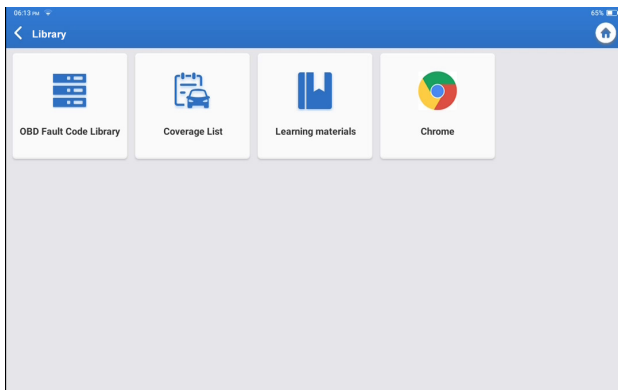 06:13 PM
65%
Library
OBD Fault Code Library
Coverage List
Learning materials
Chrome